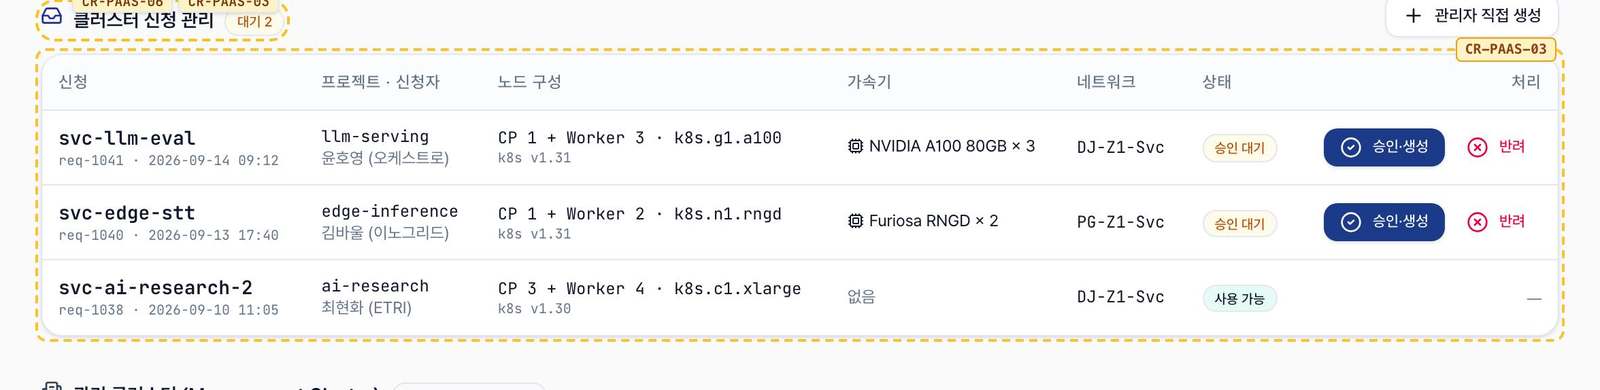 CR-PAAS-06 CR-PAAS-03
클러스터 신청 관리 대기 2
관리자 직접 생성
CR-PAAS-03
신청 프로젝트 · 신청자 노드 구성 가속기 네트워크 상태 처리
svc-llm-eval llm-serving CP 1 + Worker 3 · k8s.g1.a100 NVIDIA A100 80GB × 3 DJ-Z1-Svc 승인 대기 승인·생성 반려
req-1041 · 2026-09-14 09:12 윤호영 (오케스트로) k8s v1.31
svc-edge-stt edge-inference CP 1 + Worker 2 · k8s.n1.rngd Furiosa RNGD × 2 PG-Z1-Svc 승인 대기 승인·생성 반려
req-1040 · 2026-09-13 17:40 김바울 (이노그리드) k8s v1.31
svc-ai-research-2 ai-research CP 3 + Worker 4 · k8s.c1.xlarge 없음 DJ-Z1-Svc 사용 가능 —
req-1038 · 2026-09-10 11:05 최현화 (ETRI) k8s v1.30